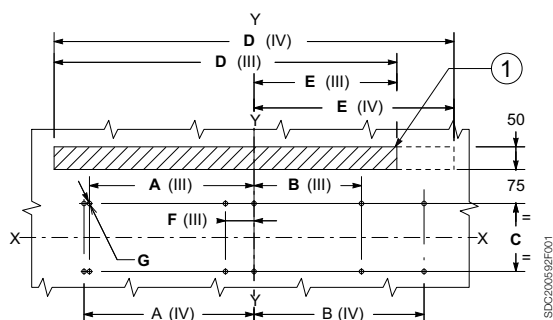 Y
D (IV)
D (III)
E (III)
1
E (IV)
Y
50
75
A (III)
B (III)
F (III)
=
C
=
X
X
G
Y
A (IV)
B (IV)
SDC200592F001